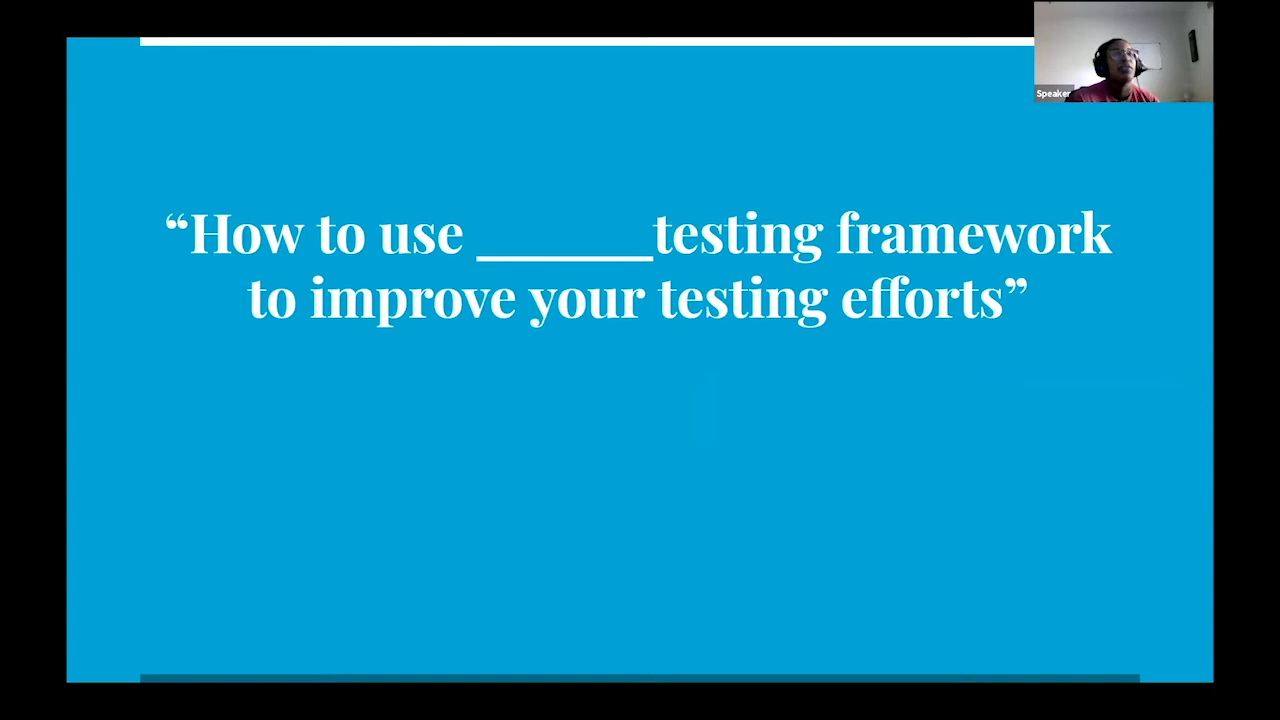 Speaker
“How to use ______testing framework
to improve your testing efforts”